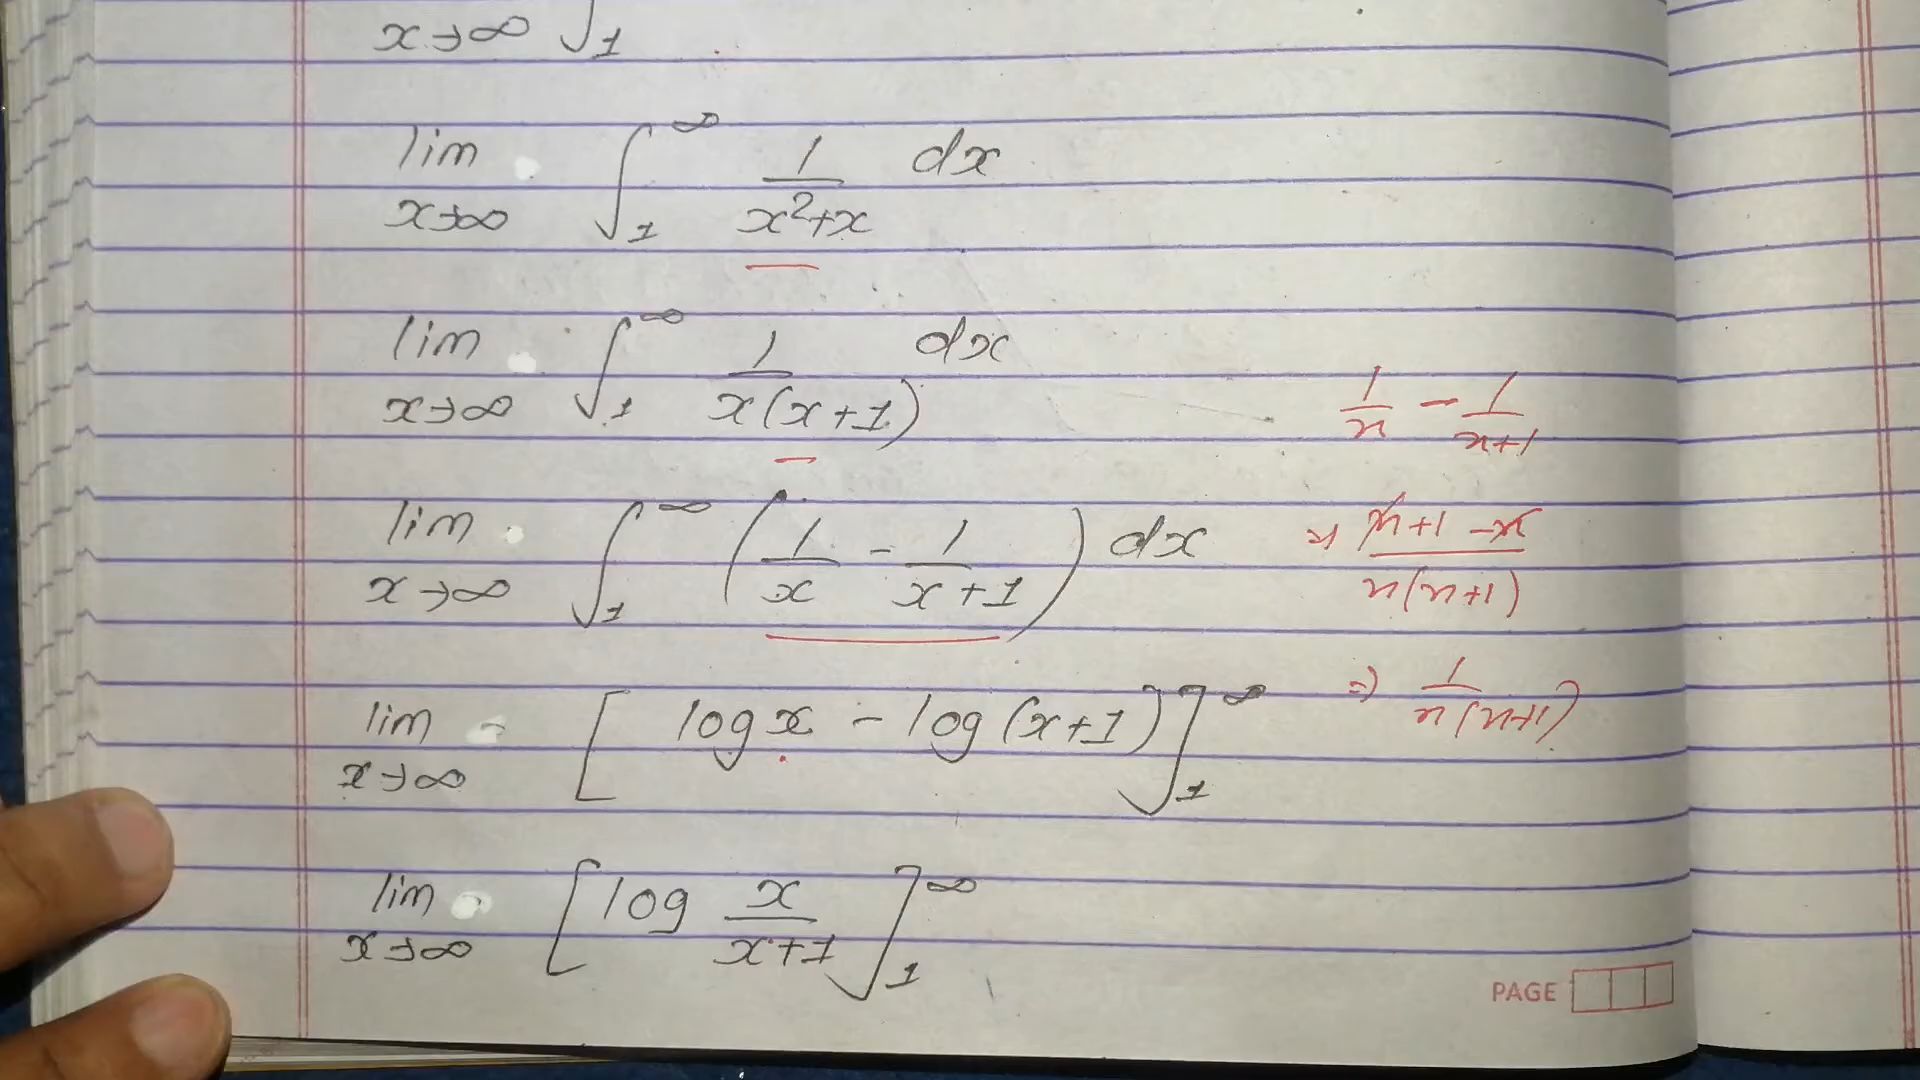 x→∞ ∫₁
lim x→∞ ∫₁^∞ 1/(x²+x) dx
lim x→∞ ∫₁^∞ 1/(x(x+1)) dx
1/x - 1/(x+1)
lim x→∞ ∫₁^∞ (1/x - 1/(x+1)) dx
x+1-x
x(x+1)
lim x→∞ [log x - log(x+1)]₁^∞
1/(x(x+1))
lim x→∞ [log x/(x+1)]₁^∞
PAGE